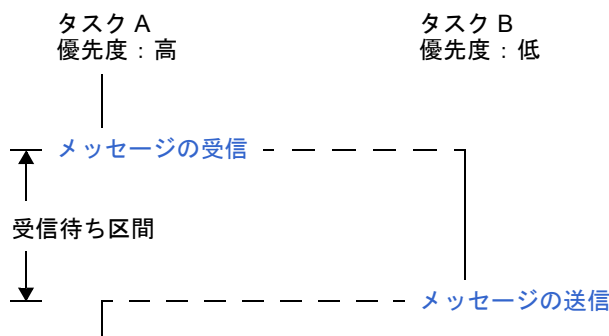 タスク A
優先度：高
タスク B
優先度：低
メッセージの受信
受信待ち区間
メッセージの送信